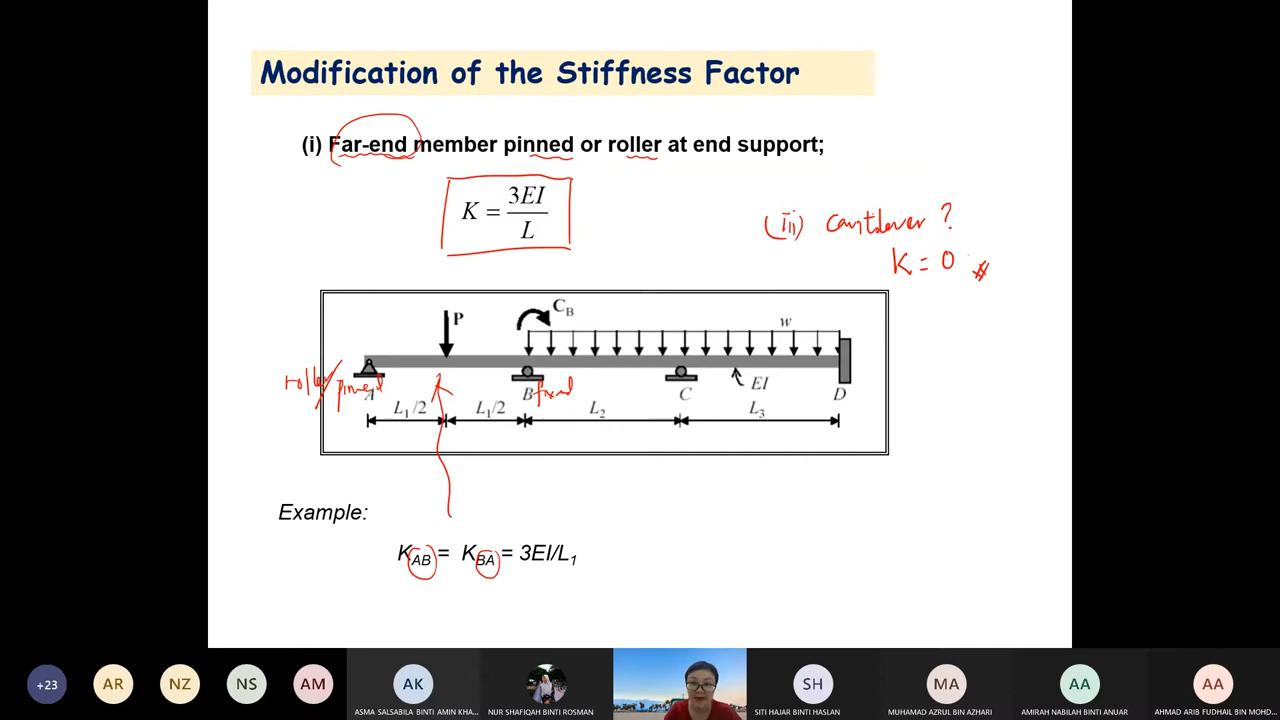 Modification of the Stiffness Factor
(i) Far-end member pinned or roller at end support;
K = 3EI/L
(iii) cantilever ?
K = 0
P
C_B
w
roller/pinned
A
B fixed
C
EI
D
L₁/2
L₁/2
L₂
L₃
Example:
K_AB = K_BA = 3EI/L₁
+23
AR
NZ
NS
AM
AK
SH
MA
AA
AA
ASMA SALSABILA BINTI AMIN KHA...
NUR SHAFIQAH BINTI ROSMAN
SITI HAJAR BINTI HASLAN
MUHAMAD AZRUL BIN AZHARI
AMIRAH NABILAH BINTI ANUAR
AHMAD ARIB FUDHAIL BIN MOHD...